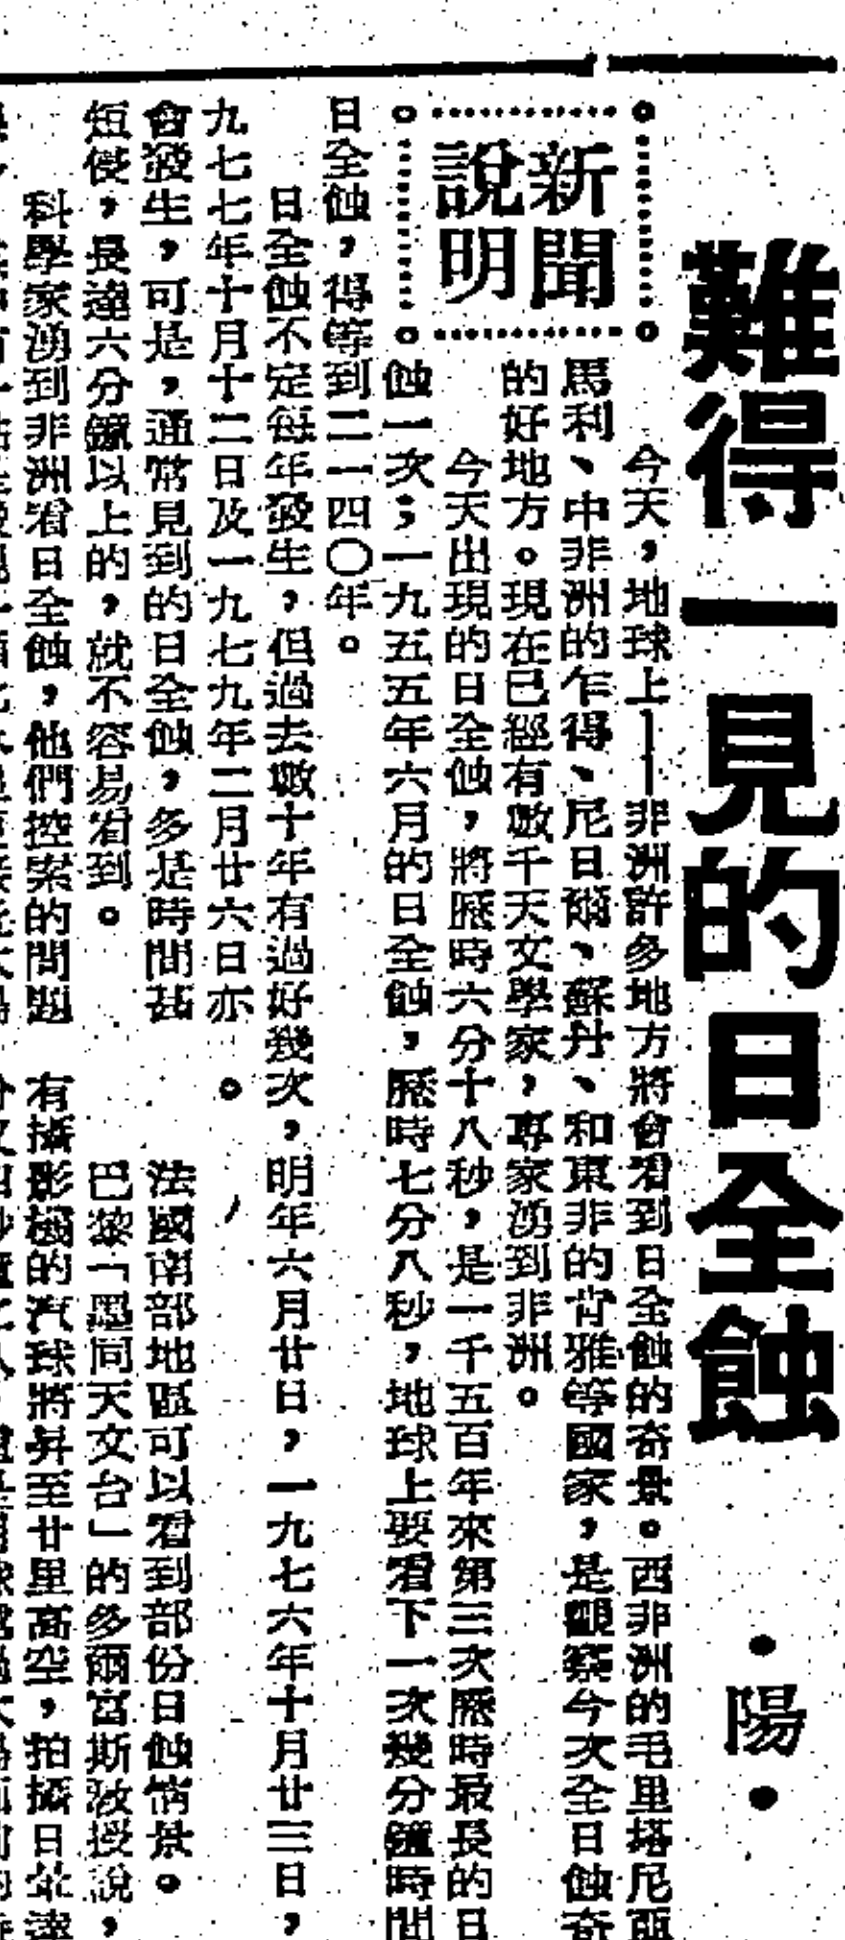 難得一見的日全蝕
·陽·
新聞
說明
今天，地球上——非洲許多地方將會看到日全蝕的奇景。西非洲的毛里塔尼亞
馬利、中非洲的乍得、尼日爾、蘇丹、和東非的肯雅等國家，是觀察今次全日蝕奇
的好地方。現在已經有數千天文學家，專家湧到非洲。
今天出現的日全蝕，將歷時六分十八秒，是一千五百年來第三次歷時最長的日
蝕一次；一九五五年六月的日全蝕，歷時七分八秒，地球上要看下一次幾分鐘時間
日全蝕，得等到二一四〇年。
日全蝕不定每年發生，但過去數十年有過好幾次，明年六月廿日，一九七六年十月廿三日，
九七七年十月十二日及一九七九年二月廿六日亦。
會發生，可是，通常見到的日全蝕，多是時間甚
短促，長達六分鐘以上的，就不容易看到。
科學家湧到非洲看日全蝕，他們探索的問題
法國南部地區可以看到部份日蝕情景。
巴黎「墨同天文台」的多爾富斯教授說，
有攝影機的汽球將昇至廿里高空，拍攝日